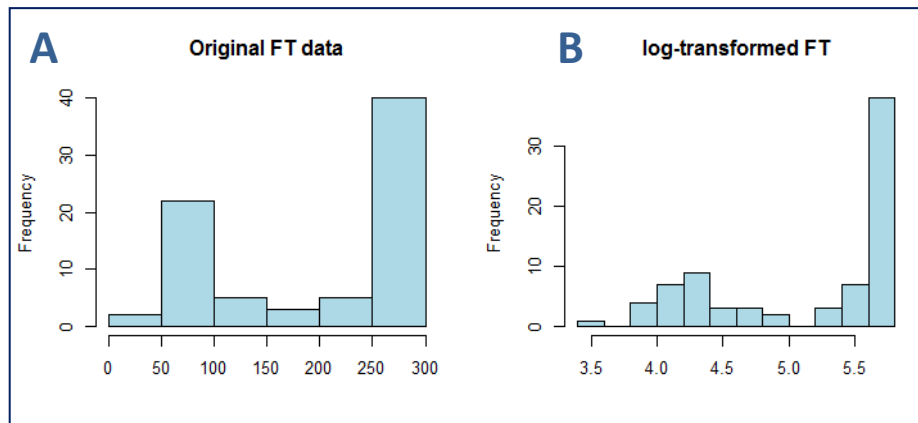 A
Original FT data
Frequency
0 10 20 30 40
0 50 100 150 200 250 300
B
log-transformed FT
Frequency
0 10 20 30
3.5 4.0 4.5 5.0 5.5